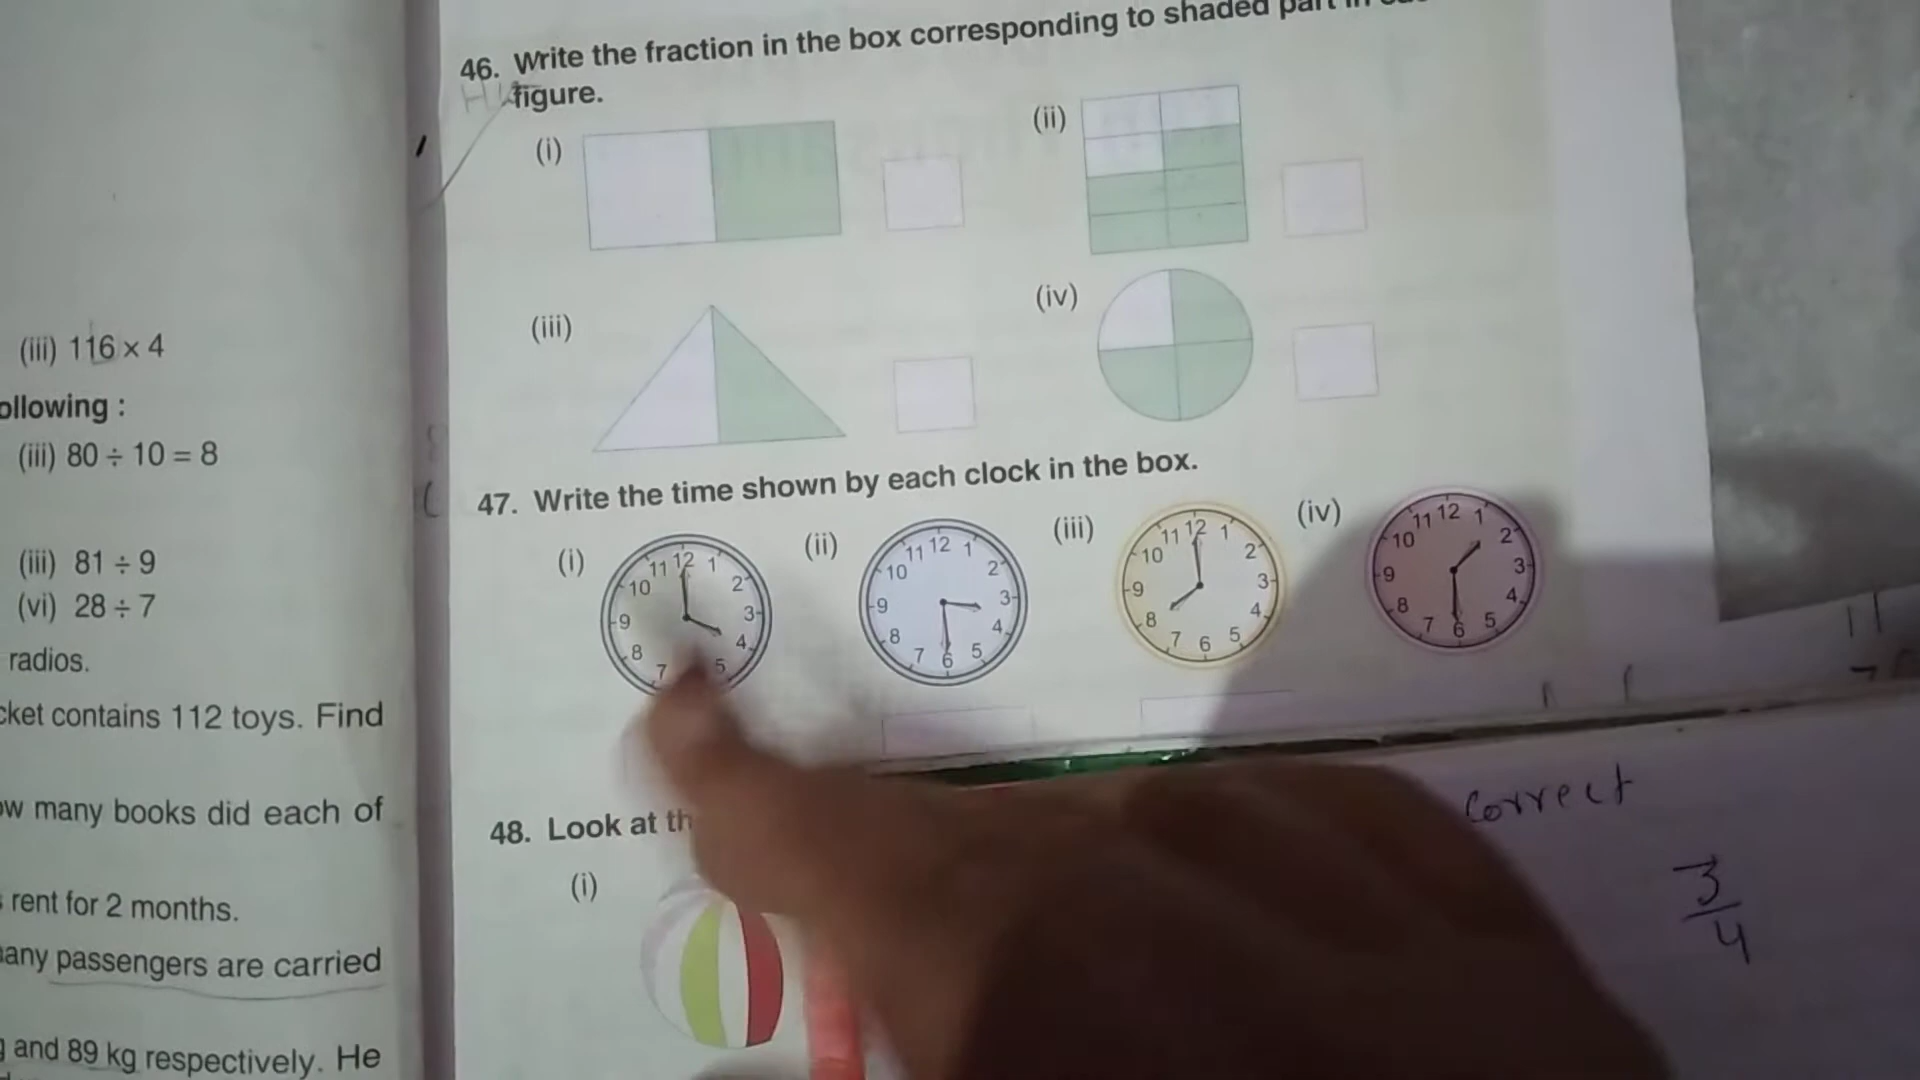 (iii) 116 × 4
ollowing :
(iii) 80 ÷ 10 = 8
(iii) 81 ÷ 9
(vi) 28 ÷ 7
radios.
cket contains 112 toys. Find
ow many books did each of
rent for 2 months.
any passengers are carried
g and 89 kg respectively. He
46. Write the fraction in the box corresponding to shaded part in
figure.
(i)
(ii)
(iii)
(iv)
47. Write the time shown by each clock in the box.
(i)
11 12 1
10 2
9 3
8 4
7 5
(ii)
11 12 1
10 2
9 3
8 4
7 6 5
(iii)
11 12 1
10 2
9 3
8 4
7 6 5
(iv)
11 12 1
10 2
9 3
8 4
7 6 5
48. Look at th
(i)
correct
3
4